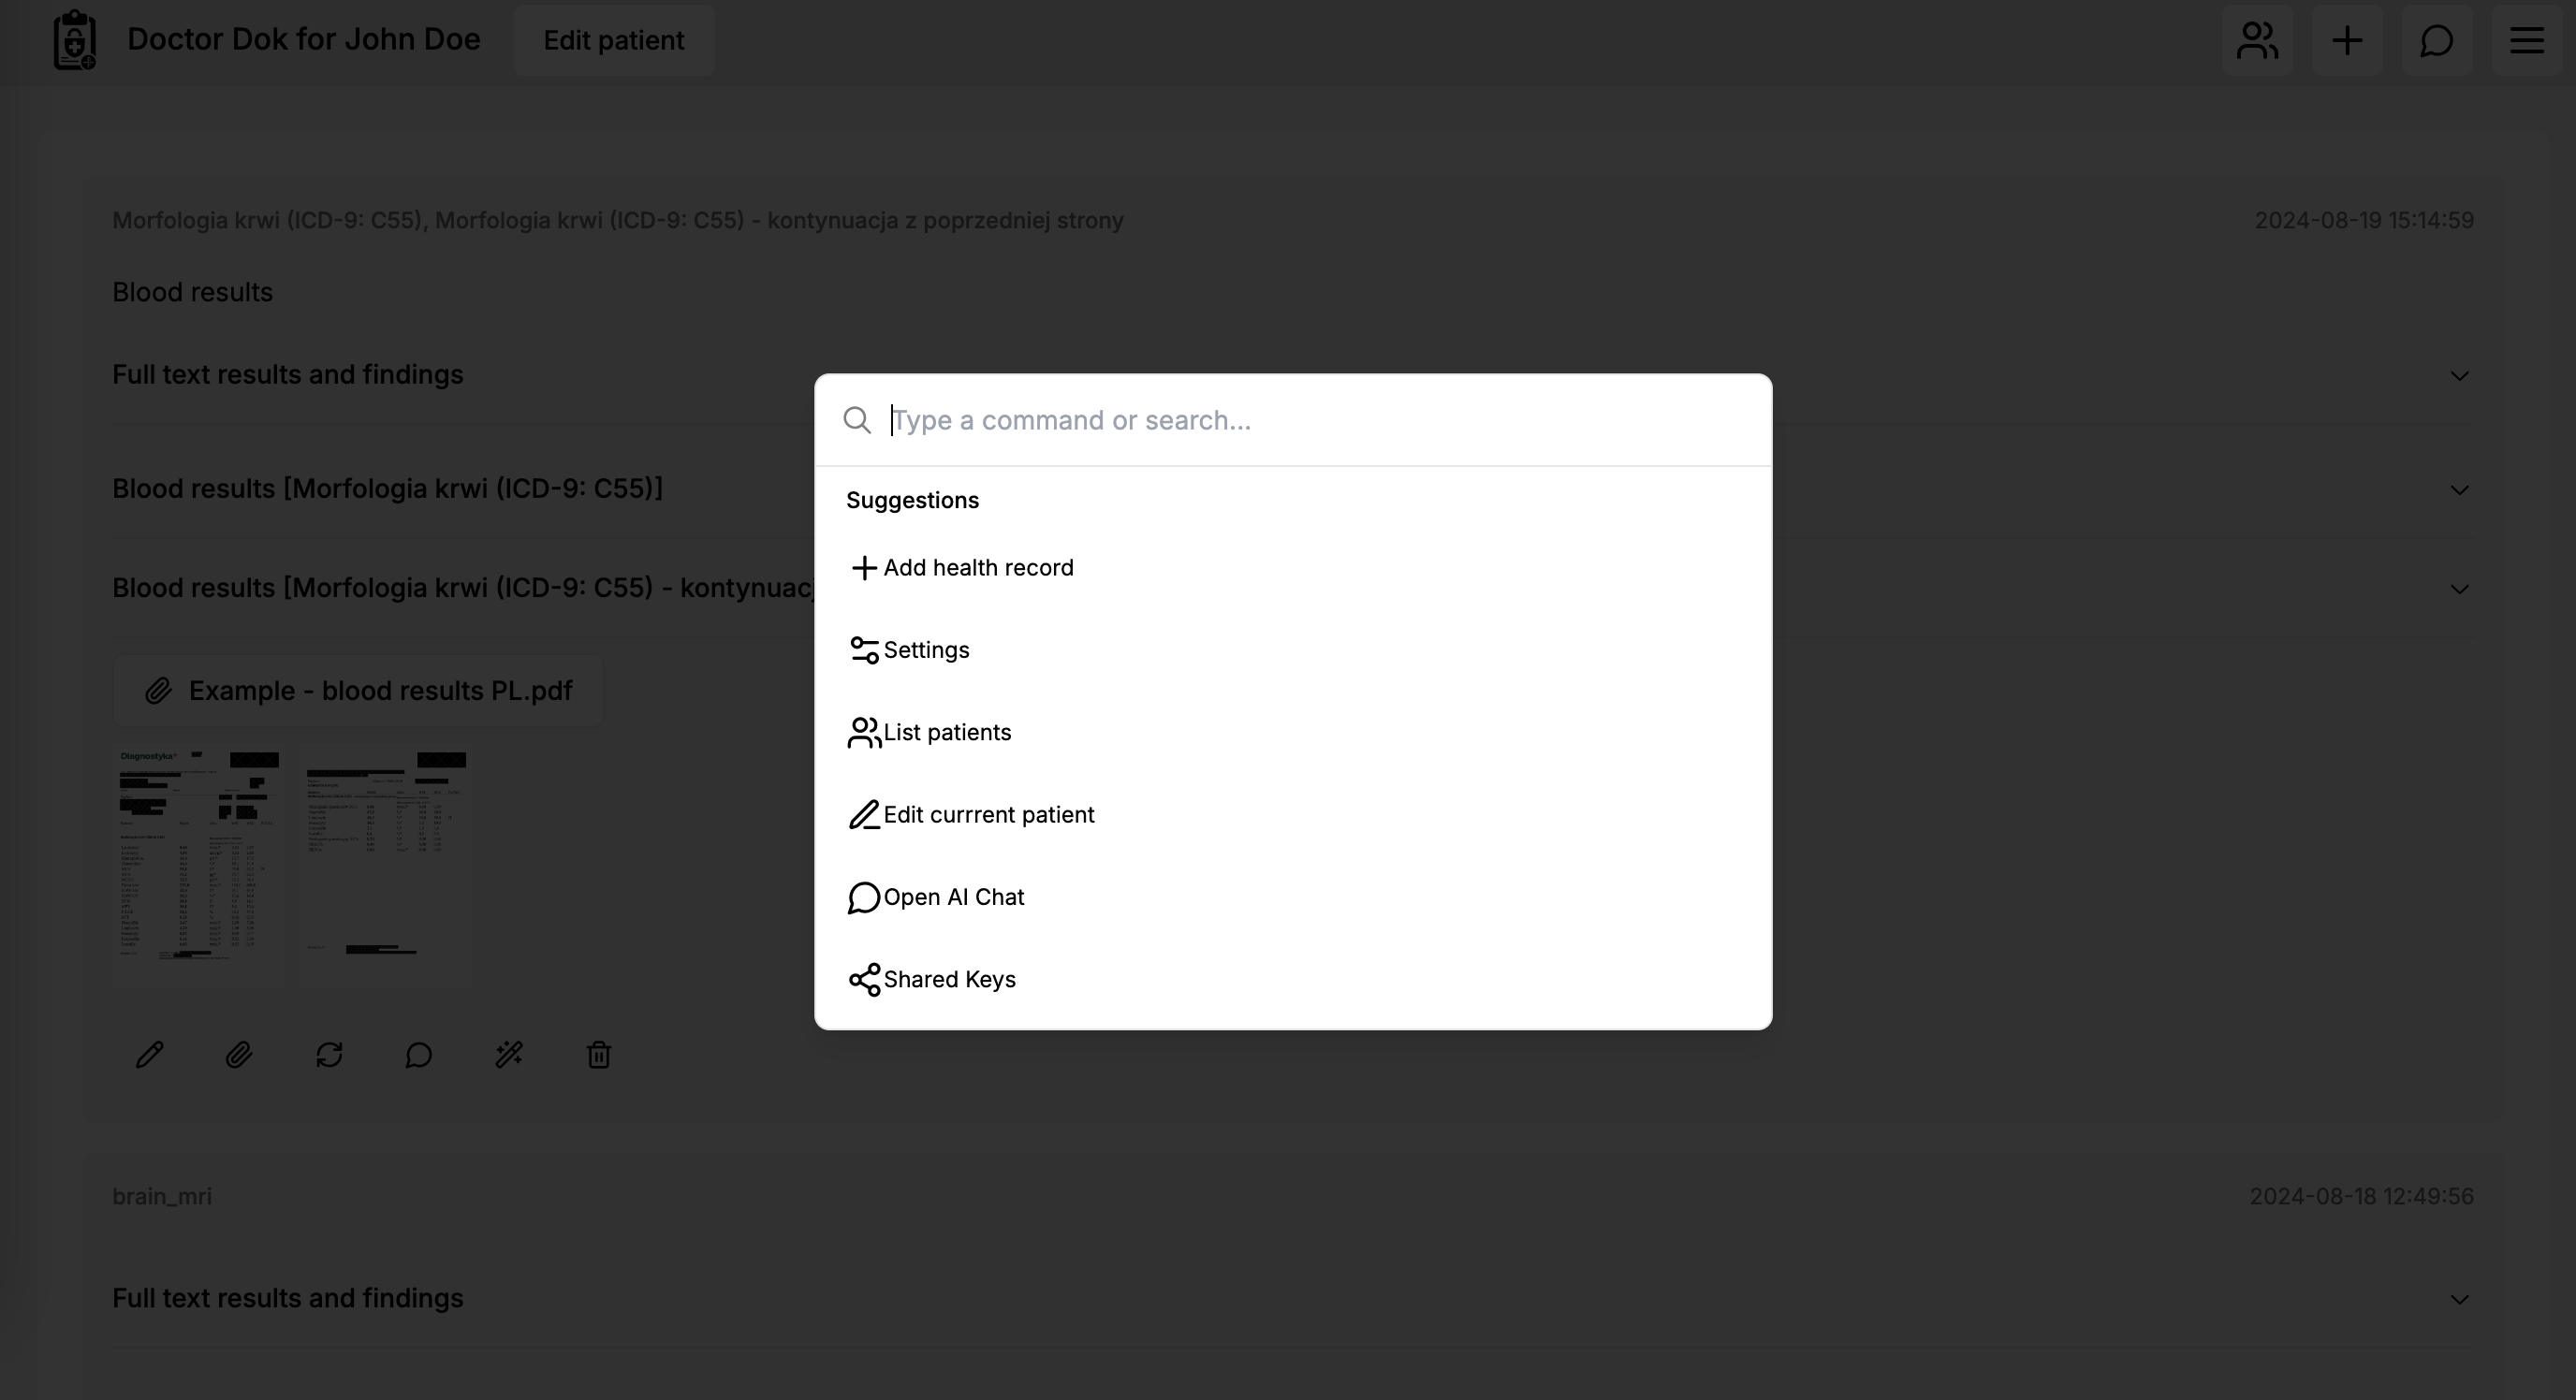 Doctor Dok for John Doe
Edit patient
Morfologia krwi (ICD-9: C55), Morfologia krwi (ICD-9: C55) - kontynuacja z poprzedniej strony
2024-08-19 15:14:59
Blood results
Full text results and findings
Blood results [Morfologia krwi (ICD-9: C55)]
Blood results [Morfologia krwi (ICD-9: C55) -
Example - blood results PL.pdf
Diagnostyka+
Type a command or search...
Suggestions
Add health record
Settings
List patients
Edit currrent patient
Open AI Chat
Shared Keys
brain_mri
2024-08-18 12:49:56
Full text results and findings